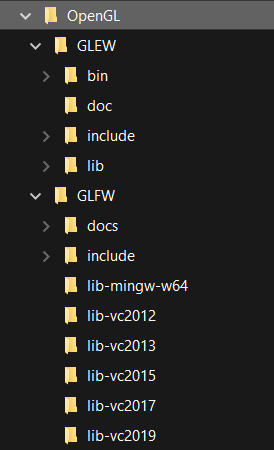 OpenGL
GLEW
bin
doc
include
lib
GLFW
docs
include
lib-mingw-w64
lib-vc2012
lib-vc2013
lib-vc2015
lib-vc2017
lib-vc2019